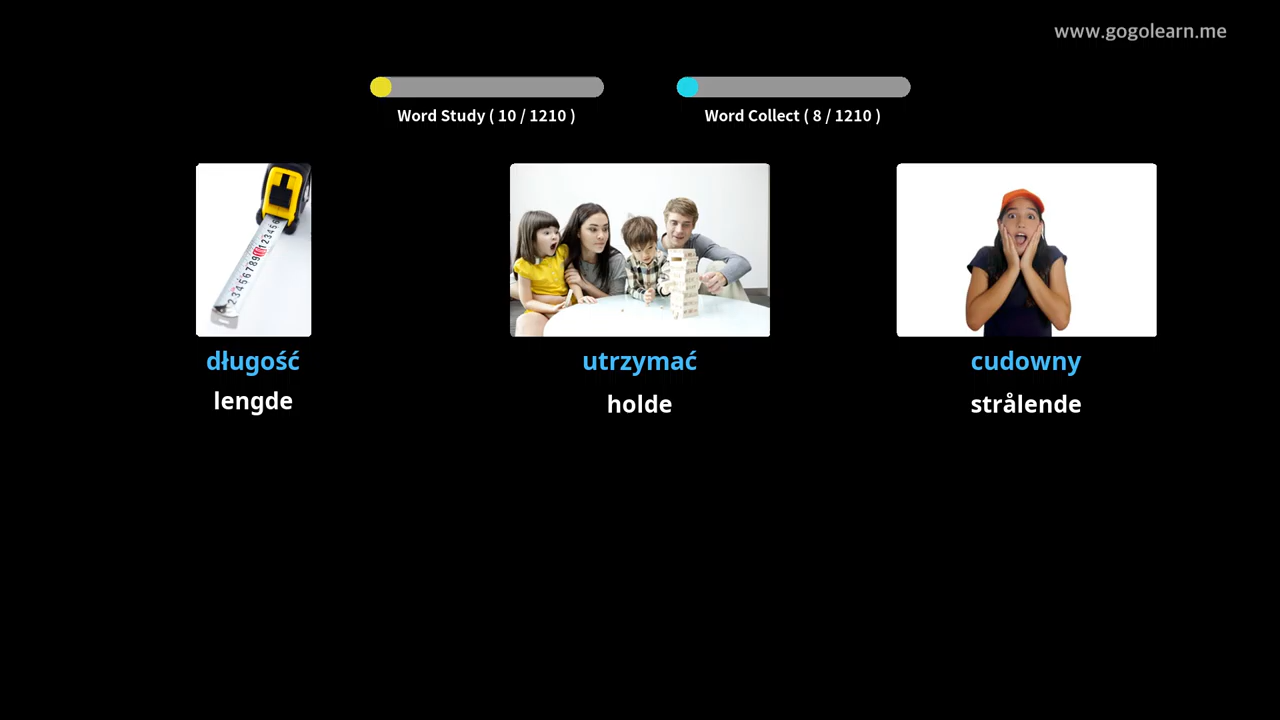 www.gogolearn.me
Word Study ( 10 / 1210 )
Word Collect ( 8 / 1210 )
długość
utrzymać
cudowny
lengde
holde
strålende